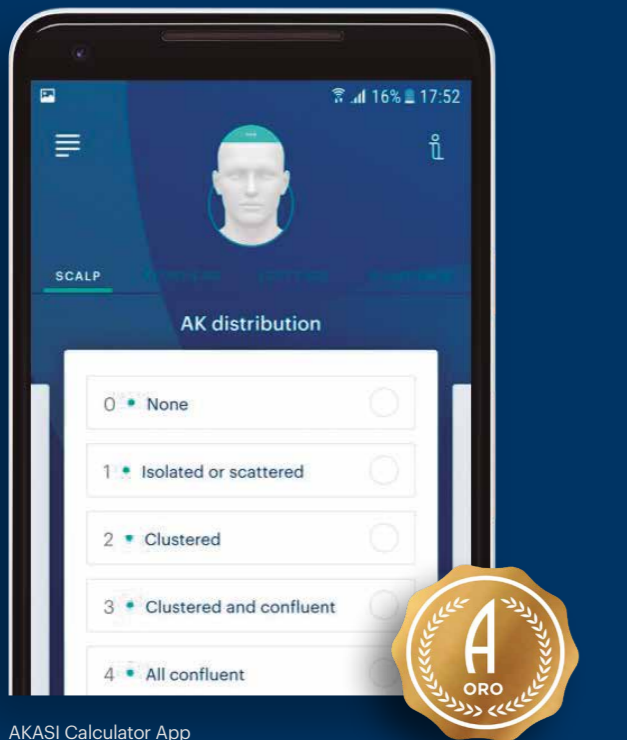 16% 17:52
SCALP
AK distribution
0 • None
1 • Isolated or scattered
2 • Clustered
3 • Clustered and confluent
4 • All confluent
A
ORO
AKASI Calculator App